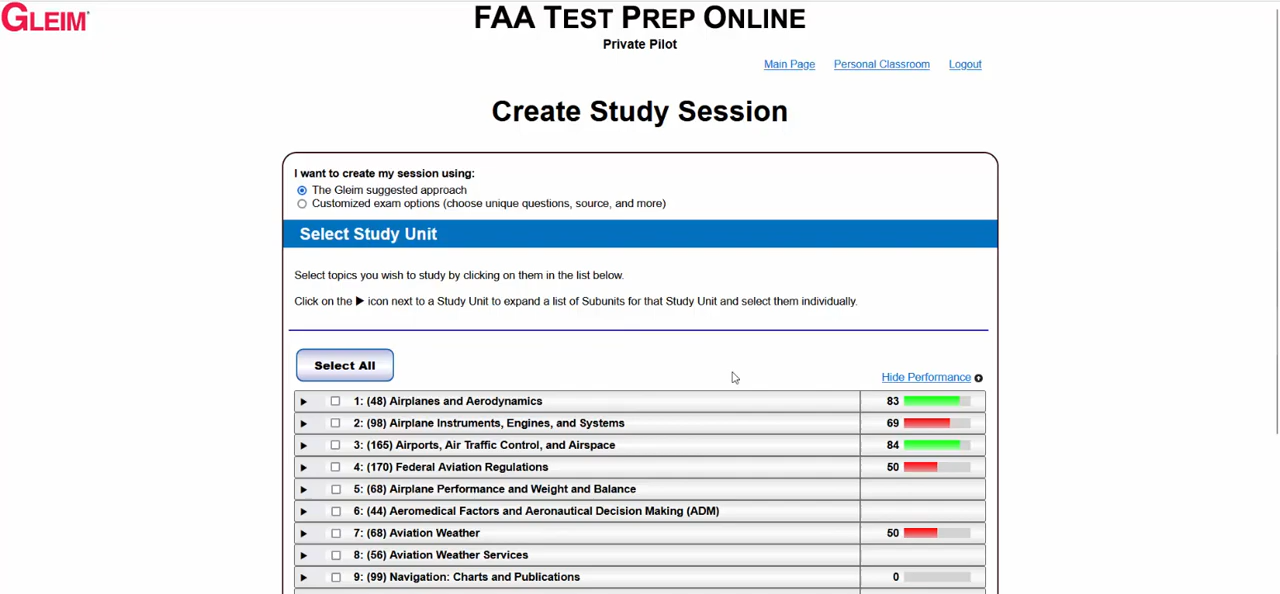 GLEIM
FAA TEST PREP ONLINE
Private Pilot
Main Page Personal Classroom Logout
Create Study Session
I want to create my session using:
The Gleim suggested approach
Customized exam options (choose unique questions, source, and more)
Select Study Unit
Select topics you wish to study by clicking on them in the list below.
Click on the ▶ icon next to a Study Unit to expand a list of Subunits for that Study Unit and select them individually.
Select All
Hide Performance
1: (48) Airplanes and Aerodynamics 83
2: (98) Airplane Instruments, Engines, and Systems 69
3: (165) Airports, Air Traffic Control, and Airspace 84
4: (170) Federal Aviation Regulations 50
5: (68) Airplane Performance and Weight and Balance
6: (44) Aeromedical Factors and Aeronautical Decision Making (ADM)
7: (68) Aviation Weather 50
8: (56) Aviation Weather Services
9: (99) Navigation: Charts and Publications 0